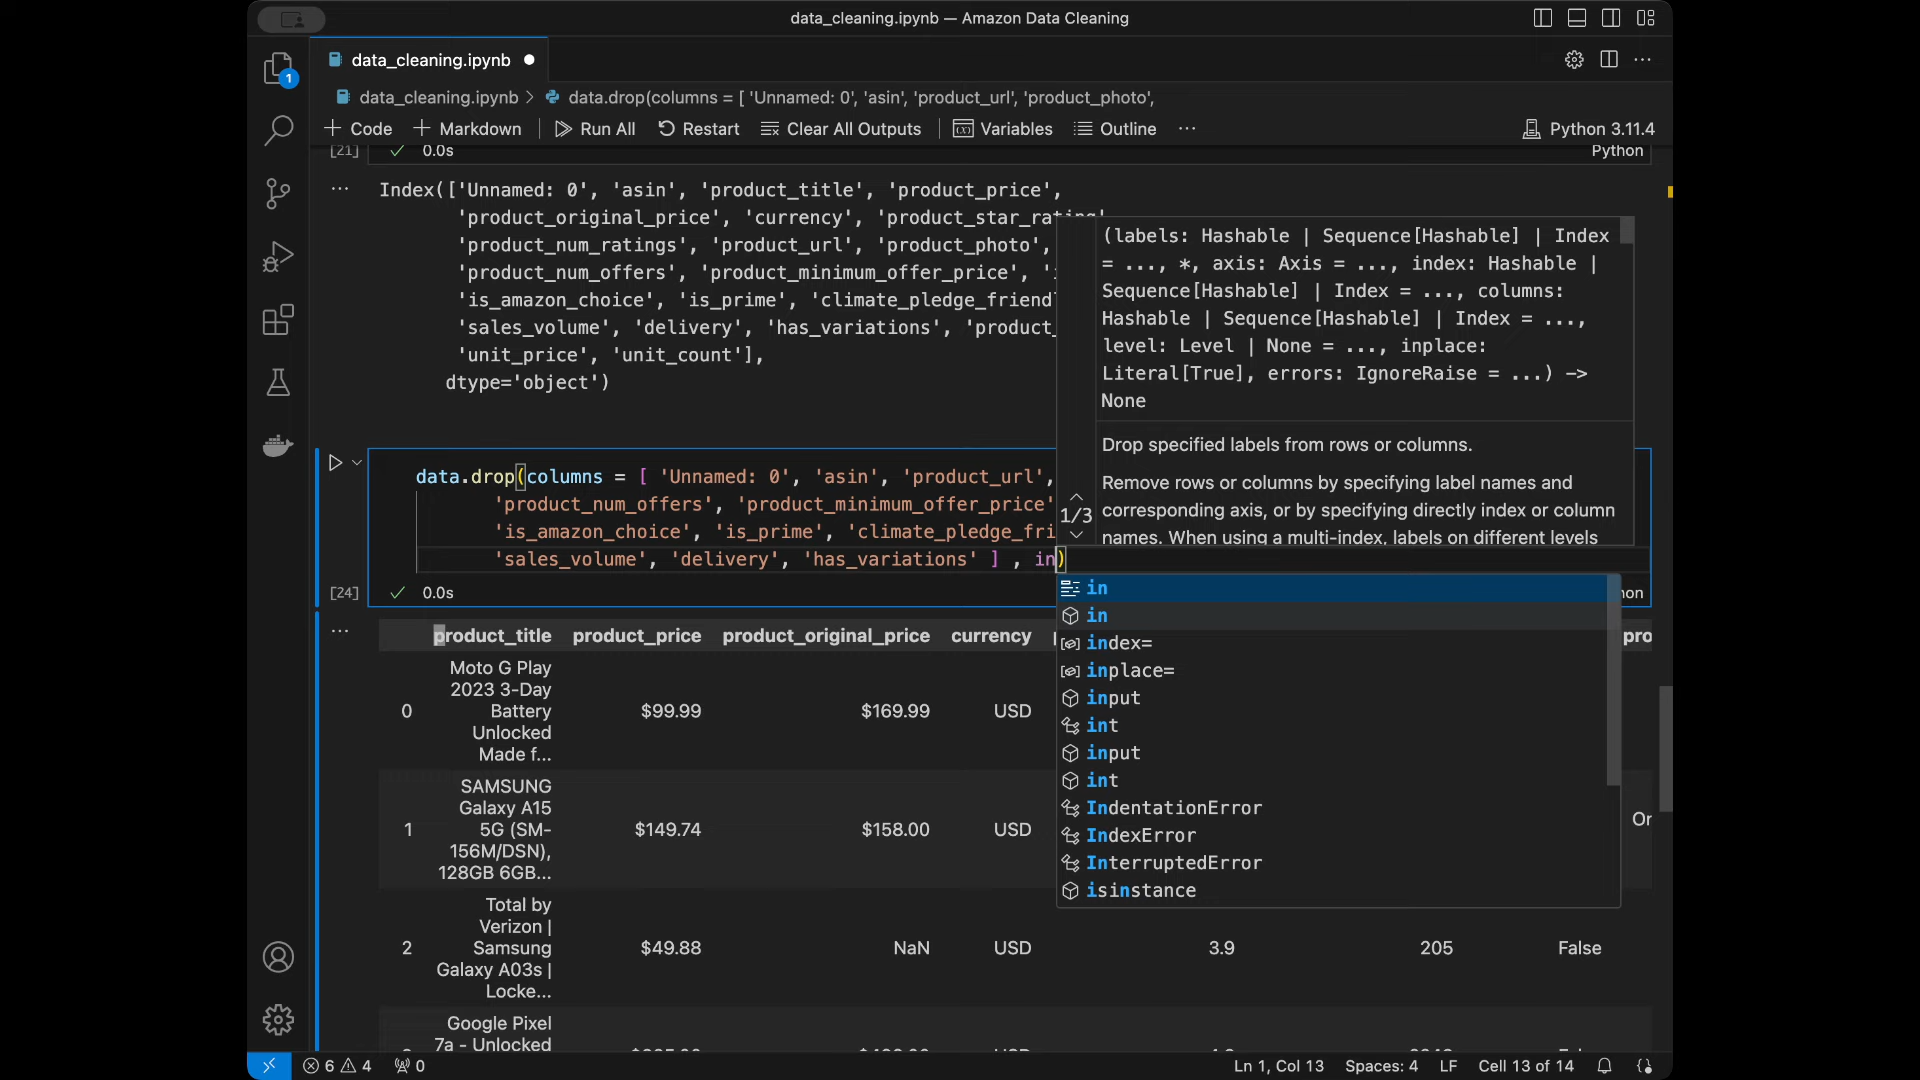 data_cleaning.ipynb — Amazon Data Cleaning
data_cleaning.ipynb
1
data_cleaning.ipynb > data.drop(columns = [ 'Unnamed: 0', 'asin', 'product_url', 'product_photo',
+ Code + Markdown Run All Restart Clear All Outputs Variables Outline ... Python 3.11.4
[21] 0.0s Python
Index(['Unnamed: 0', 'asin', 'product_title', 'product_price',
'product_original_price', 'currency', 'product_star_rating',
'product_num_ratings', 'product_url', 'product_photo',
'product_num_offers', 'product_minimum_offer_price',
'is_amazon_choice', 'is_prime', 'climate_pledge_friend
'sales_volume', 'delivery', 'has_variations', 'product_
'unit_price', 'unit_count'],
dtype='object')
(labels: Hashable | Sequence[Hashable] | Index
= ..., *, axis: Axis = ..., index: Hashable |
Sequence[Hashable] | Index = ..., columns:
Hashable | Sequence[Hashable] | Index = ...,
level: Level | None = ..., inplace:
Literal[True], errors: IgnoreRaise = ...) ->
None
Drop specified labels from rows or columns.
Remove rows or columns by specifying label names and
corresponding axis, or by specifying directly index or column
names. When using a multi-index, labels on different levels
1/3
data.drop(columns = [ 'Unnamed: 0', 'asin', 'product_url',
'product_num_offers', 'product_minimum_offer_price'
'is_amazon_choice', 'is_prime', 'climate_pledge_fri
'sales_volume', 'delivery', 'has_variations' ] , in)
[24] 0.0s hon
in
in
index=
inplace=
input
int
input
int
IndentationError
IndexError
InterruptedError
isinstance
product_title product_price product_original_price currency pro
0 Moto G Play
2023 3-Day
Battery
Unlocked
Made f... $99.99 $169.99 USD
1 SAMSUNG
Galaxy A15
5G (SM-
156M/DSN),
128GB 6GB... $149.74 $158.00 USD Or
2 Total by
Verizon |
Samsung
Galaxy A03s |
Locke... $49.88 NaN USD 3.9 205 False
Google Pixel
7a - Unlocked
6 4 0 Ln 1, Col 13 Spaces: 4 LF Cell 13 of 14